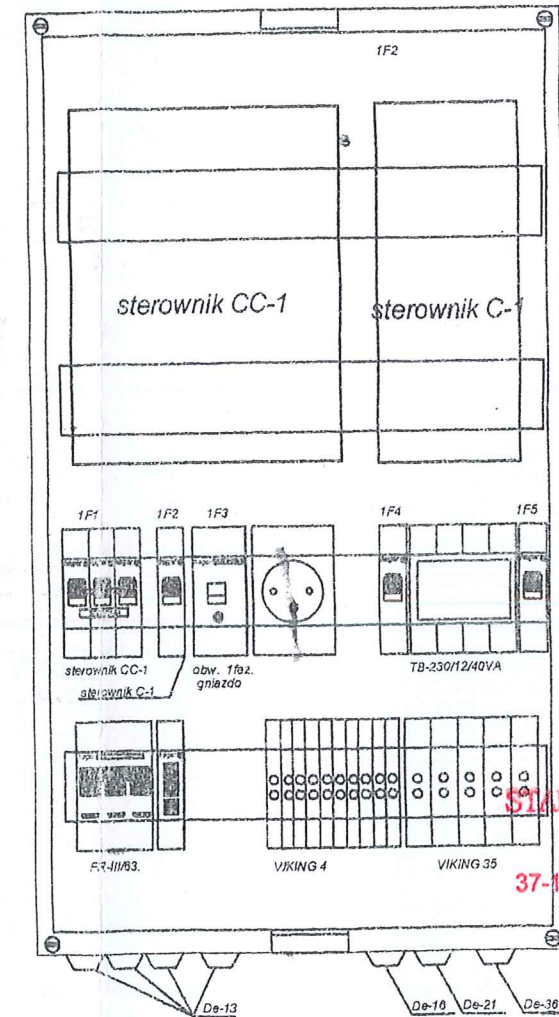 1F2
sterownik CC-1
sterownik C-1
1F1
1F2
1F3
1F4
1F5
sterownik CC-1
sterownik C-1
obw. 1faz.
gniazdo
TB-230/12/40VA
FR-III/63.
VIKING 4
VIKING 35
37-1
De-13
De-16
De-21
De-36